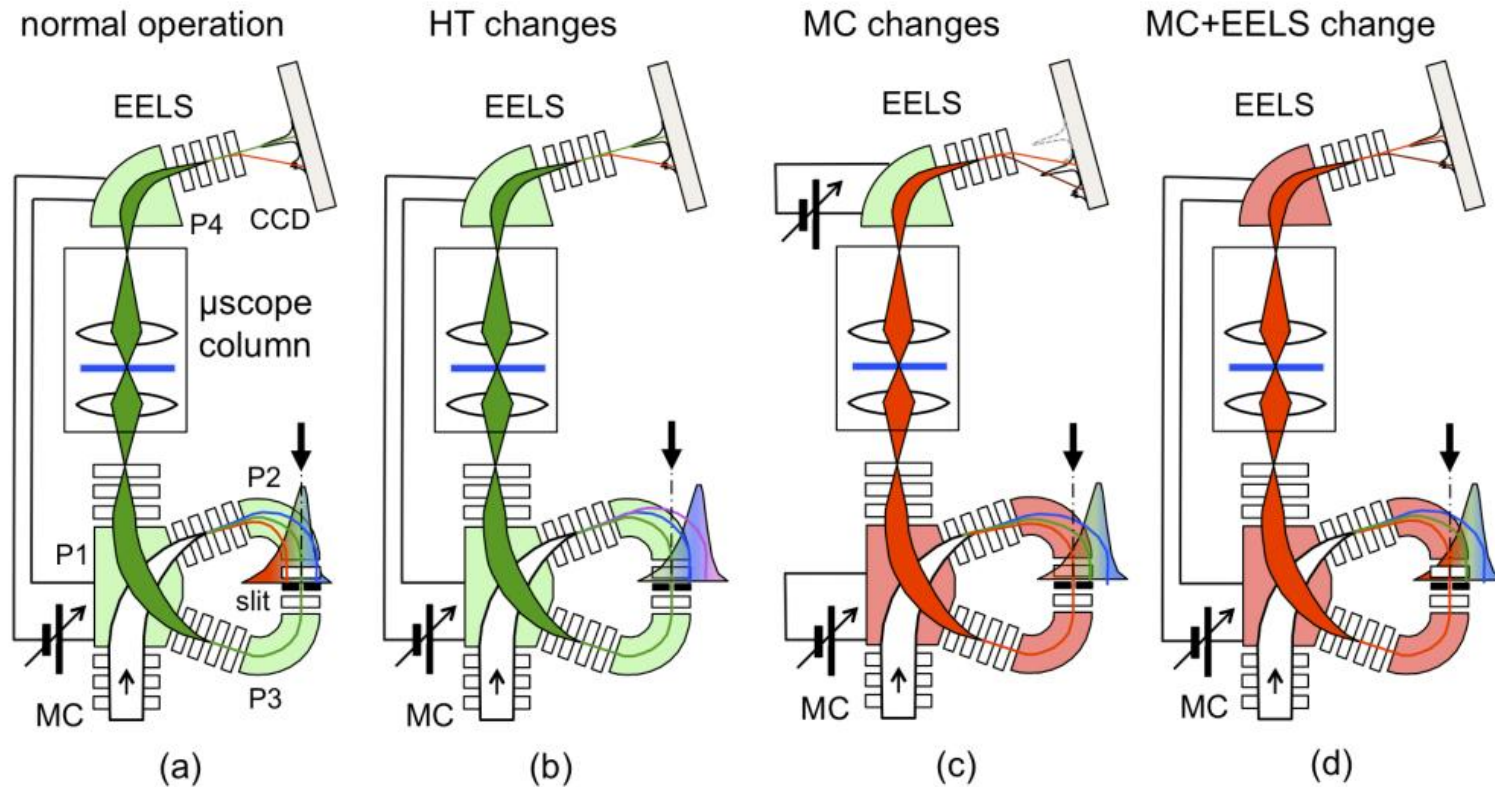 normal operation
HT changes
MC changes
MC+EELS change
EELS
EELS
EELS
EELS
P4
CCD
µscope
column
P2
P1
slit
P3
MC
MC
MC
MC
(a)
(b)
(c)
(d)